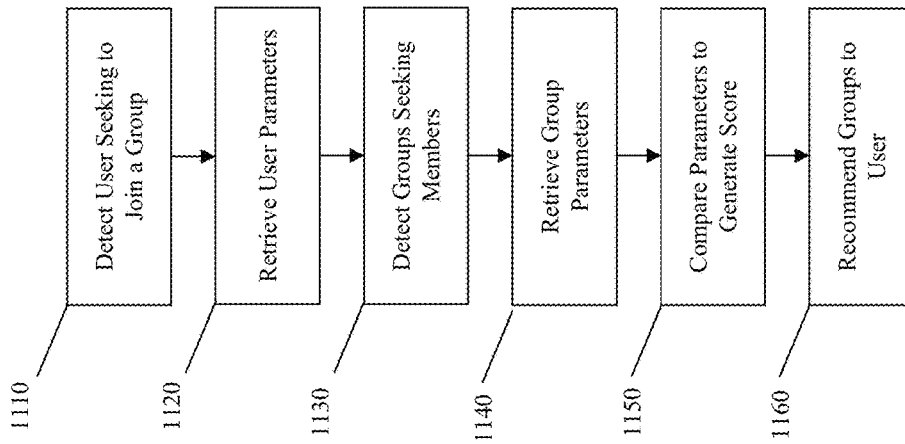 1110
Detect User Seeking to
Join a Group
1120
Retrieve User Parameters
1130
Detect Groups Seeking
Members
1140
Retrieve Group
Parameters
1150
Compare Parameters to
Generate Score
1160
Recommend Groups to
User